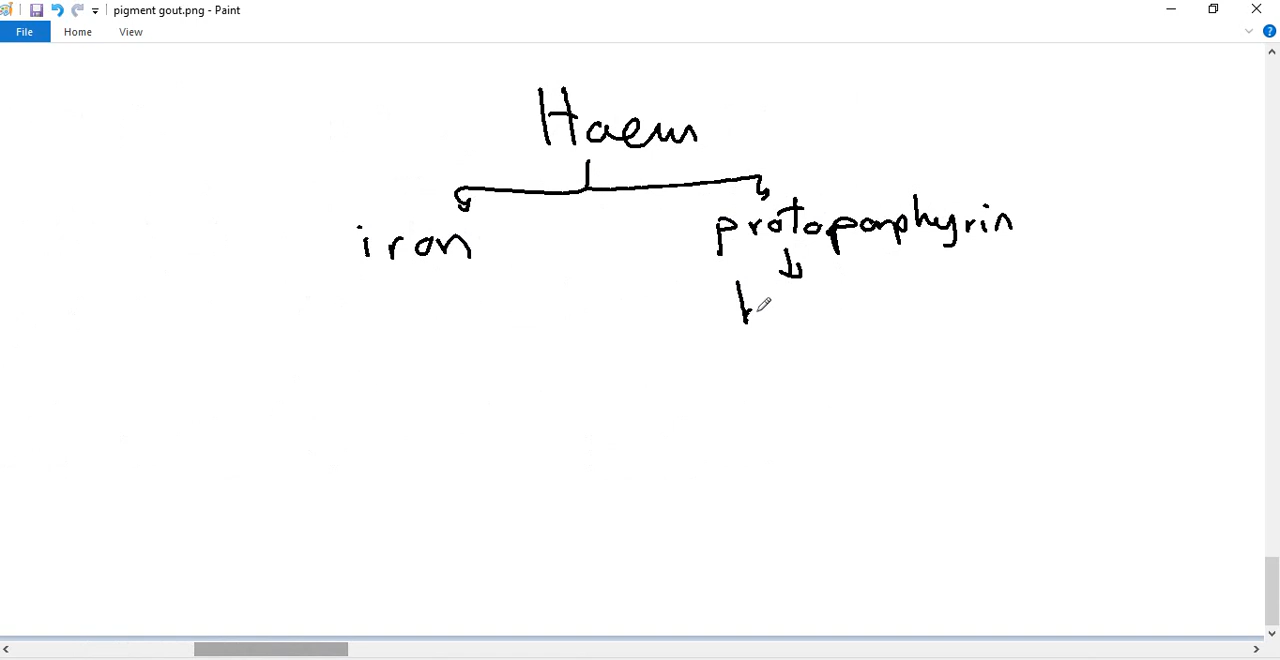 pigment gout.png - Paint
File Home View
Haem
iron protoporphyrin